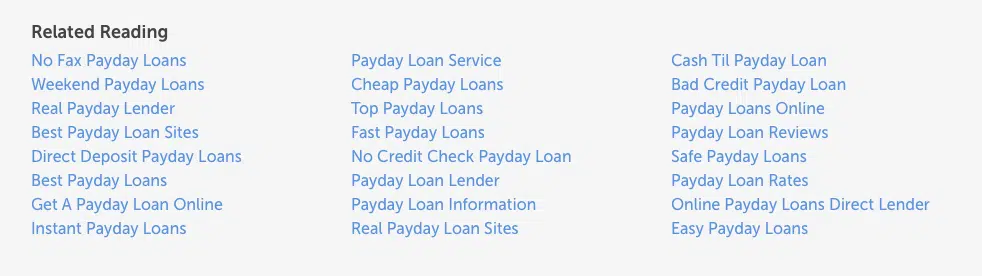 Related Reading
No Fax Payday Loans
Weekend Payday Loans
Real Payday Lender
Best Payday Loan Sites
Direct Deposit Payday Loans
Best Payday Loans
Get A Payday Loan Online
Instant Payday Loans
Payday Loan Service
Cheap Payday Loans
Top Payday Loans
Fast Payday Loans
No Credit Check Payday Loan
Payday Loan Lender
Payday Loan Information
Real Payday Loan Sites
Cash Til Payday Loan
Bad Credit Payday Loan
Payday Loans Online
Payday Loan Reviews
Safe Payday Loans
Payday Loan Rates
Online Payday Loans Direct Lender
Easy Payday Loans